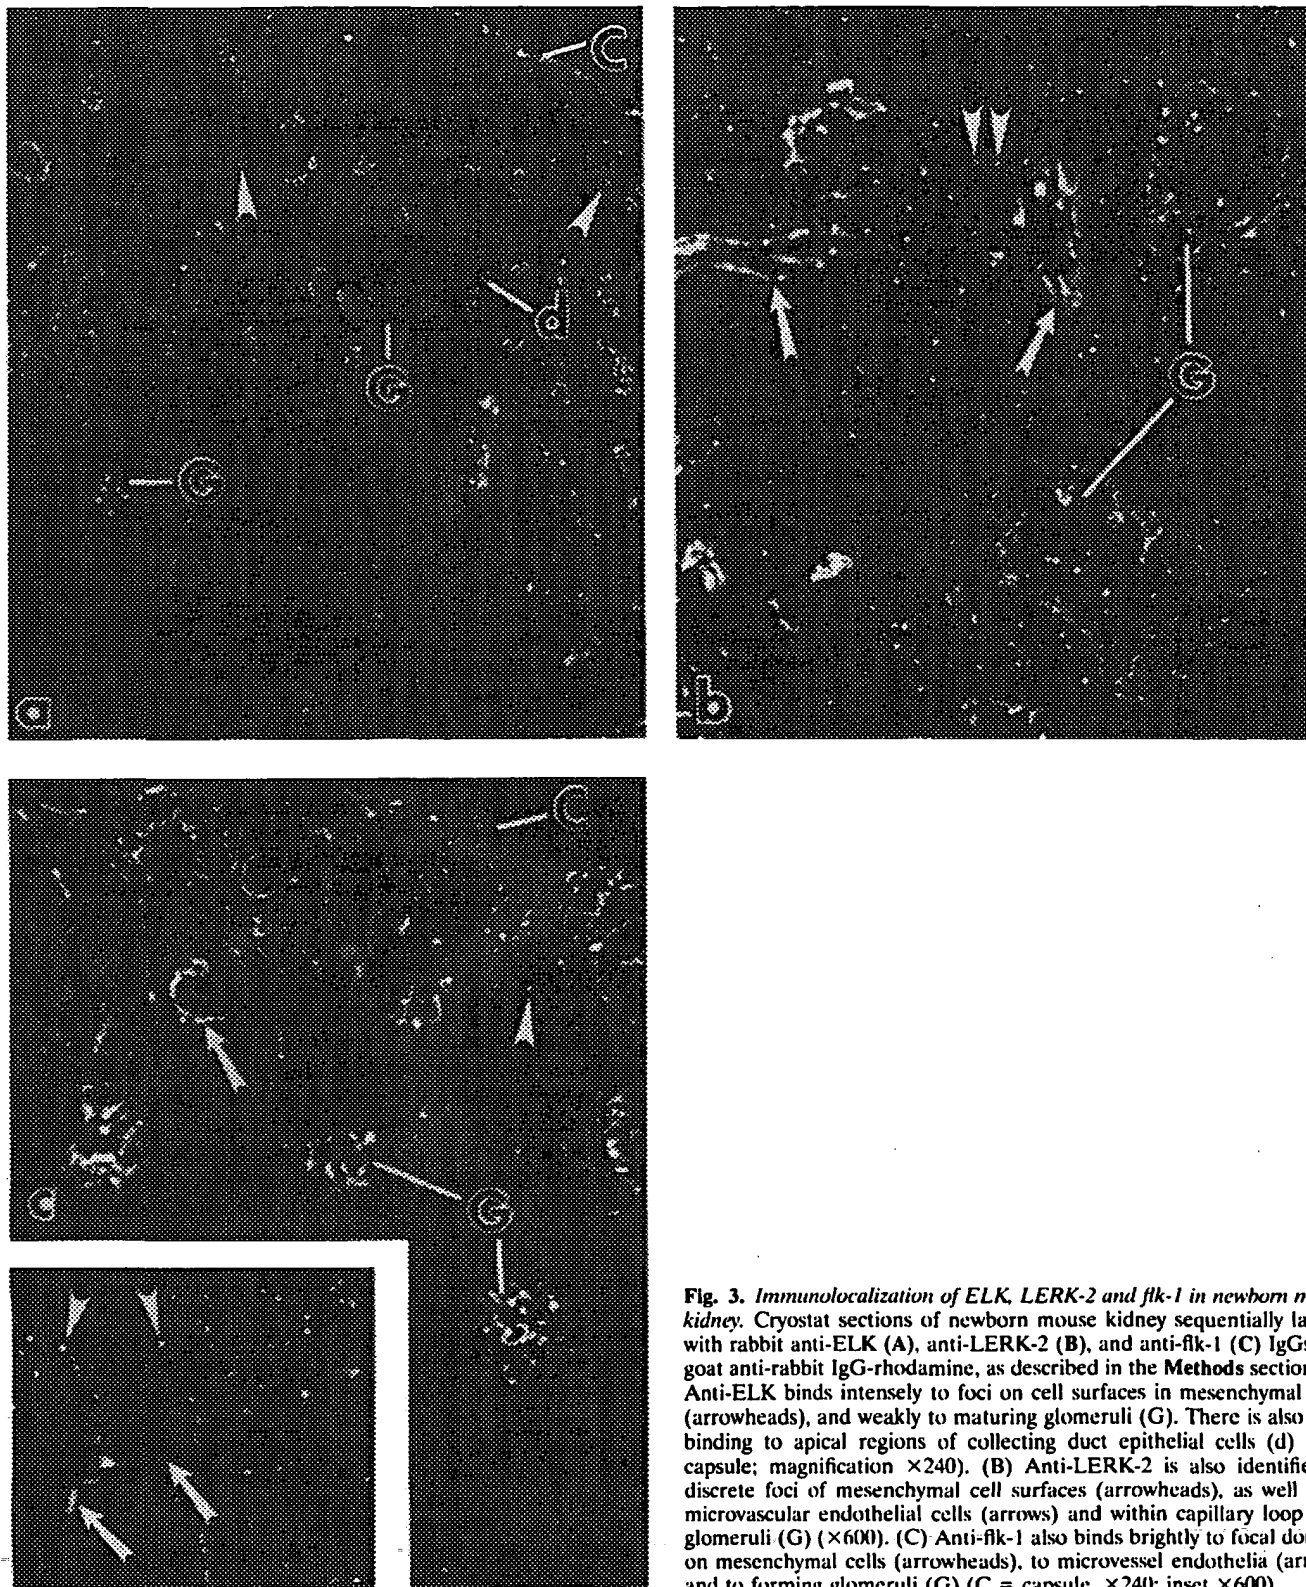 C
d
G
G
a
G
b
C
G
c
Fig. 3. Immunolocalization of ELK, LERK-2 and flk-1 in newborn
kidney. Cryostat sections of newborn mouse kidney sequentially
with rabbit anti-ELK (A), anti-LERK-2 (B), and anti-flk-1 (C)
goat anti-rabbit IgG-rhodamine, as described in the Methods section
Anti-ELK binds intensely to foci on cell surfaces in mesenchymal
(arrowheads), and weakly to maturing glomeruli (G). There is also
binding to apical regions of collecting duct epithelial cells (d)
capsule; magnification ×240). (B) Anti-LERK-2 is also
discrete foci of mesenchymal cell surfaces (arrowheads), as well
microvascular endothelial cells (arrows) and within capillary loop
glomeruli (G) (×600). (C) Anti-flk-1 also binds brightly to focal
on mesenchymal cells (arrowheads), to microvessel endothelia
and to forming glomeruli (G) (C = capsule, ×240; inset ×600).